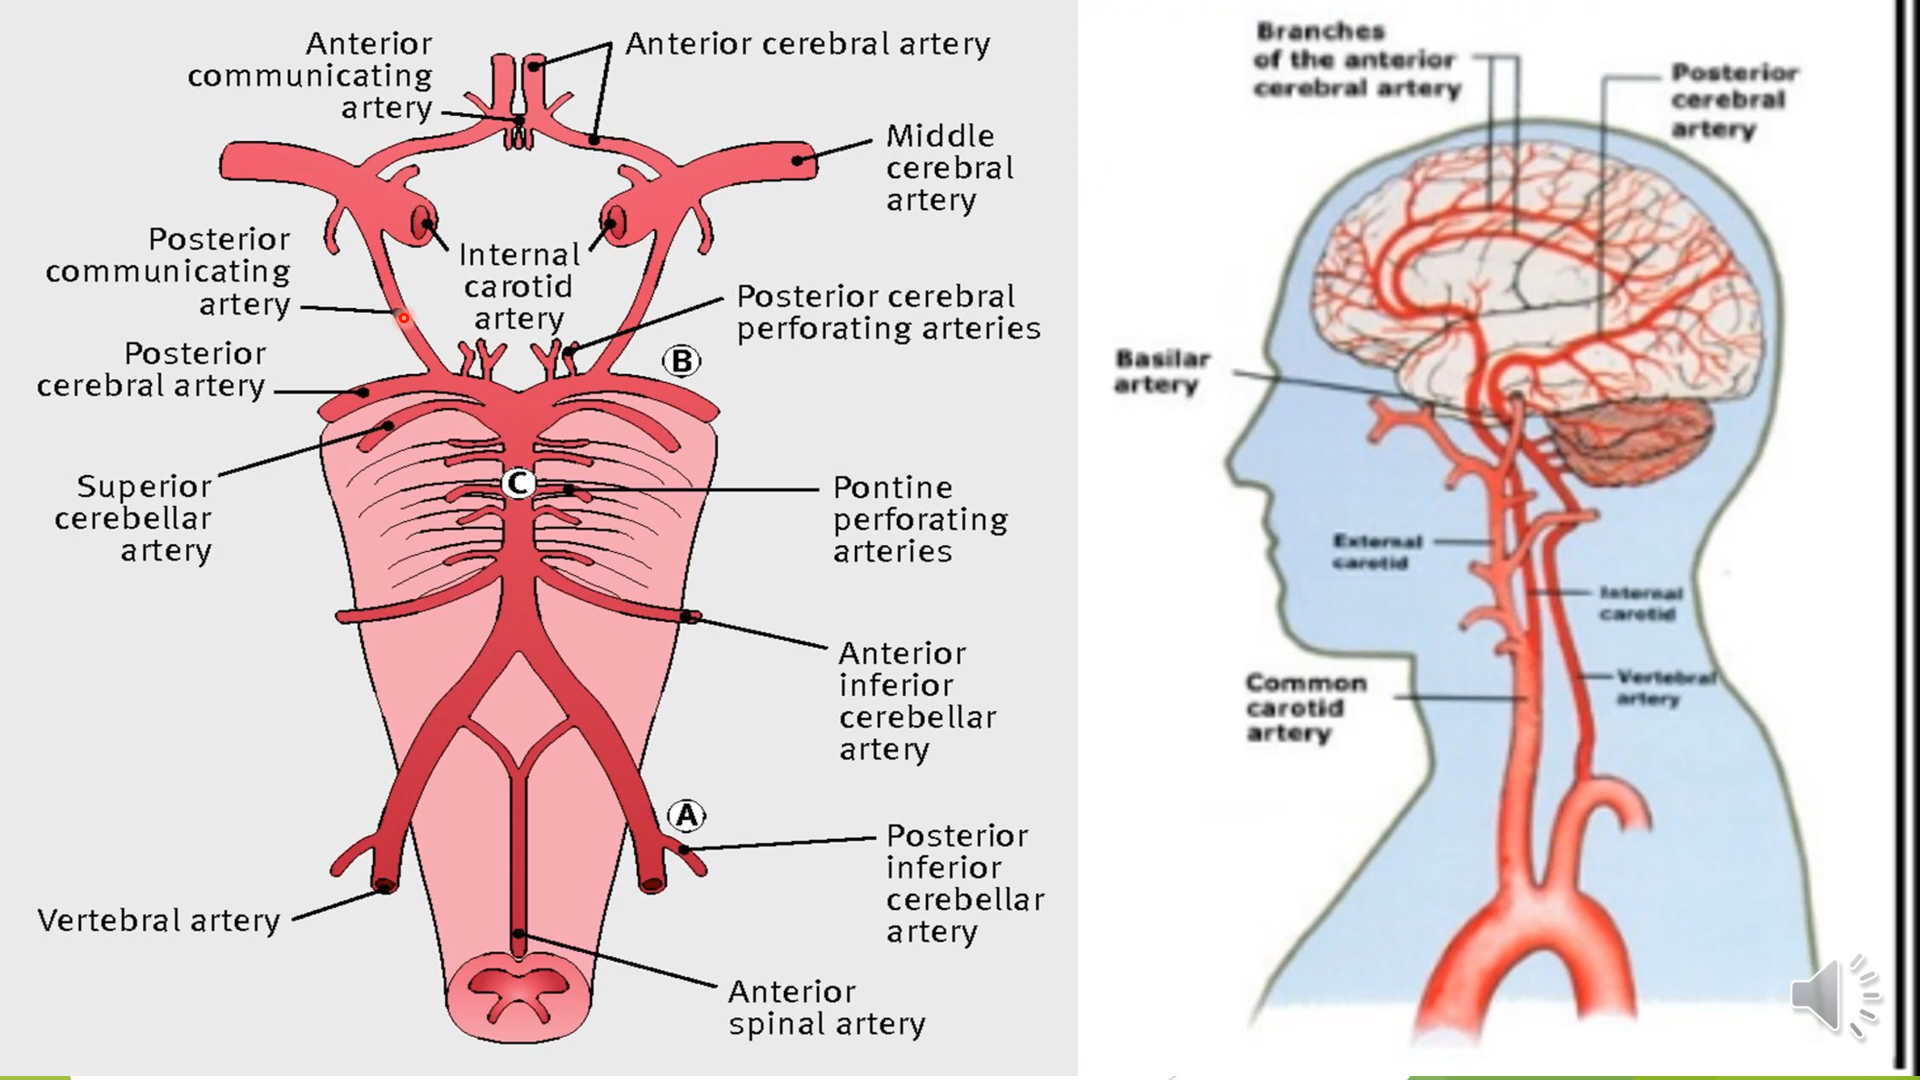 Anterior
communicating
artery
Anterior cerebral artery
Middle
cerebral
artery
Posterior
communicating
artery
Internal
carotid
artery
Posterior cerebral
perforating arteries
Posterior
cerebral artery
B
Superior
cerebellar
artery
C
Pontine
perforating
arteries
Anterior
inferior
cerebellar
artery
A
Posterior
inferior
cerebellar
artery
Vertebral artery
Anterior
spinal artery
Branches
of the anterior
cerebral artery
Posterior
cerebral
artery
Basilar
artery
External
carotid
Internal
carotid
Common
carotid
artery
Vertebral
artery